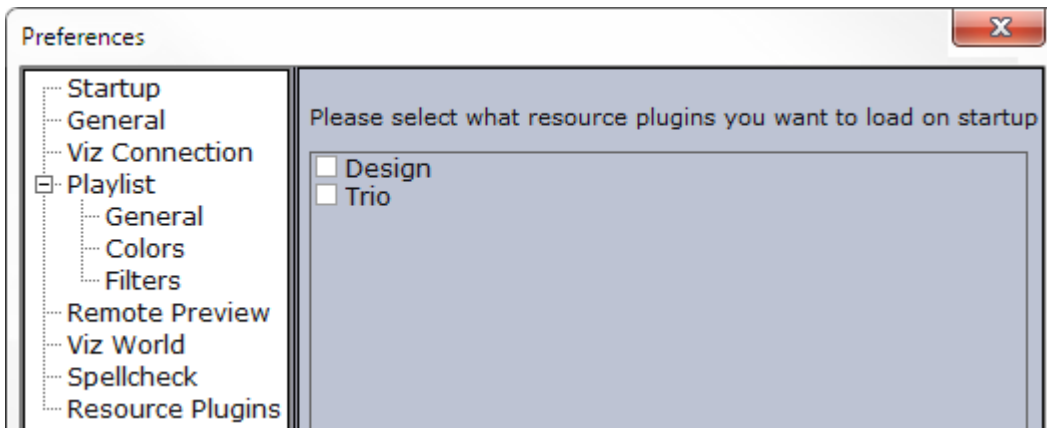 Preferences
Startup
General
Viz Connection
Playlist
General
Colors
Filters
Remote Preview
Viz World
Spellcheck
Resource Plugins
Please select what resource plugins you want to load on startup
Design
Trio